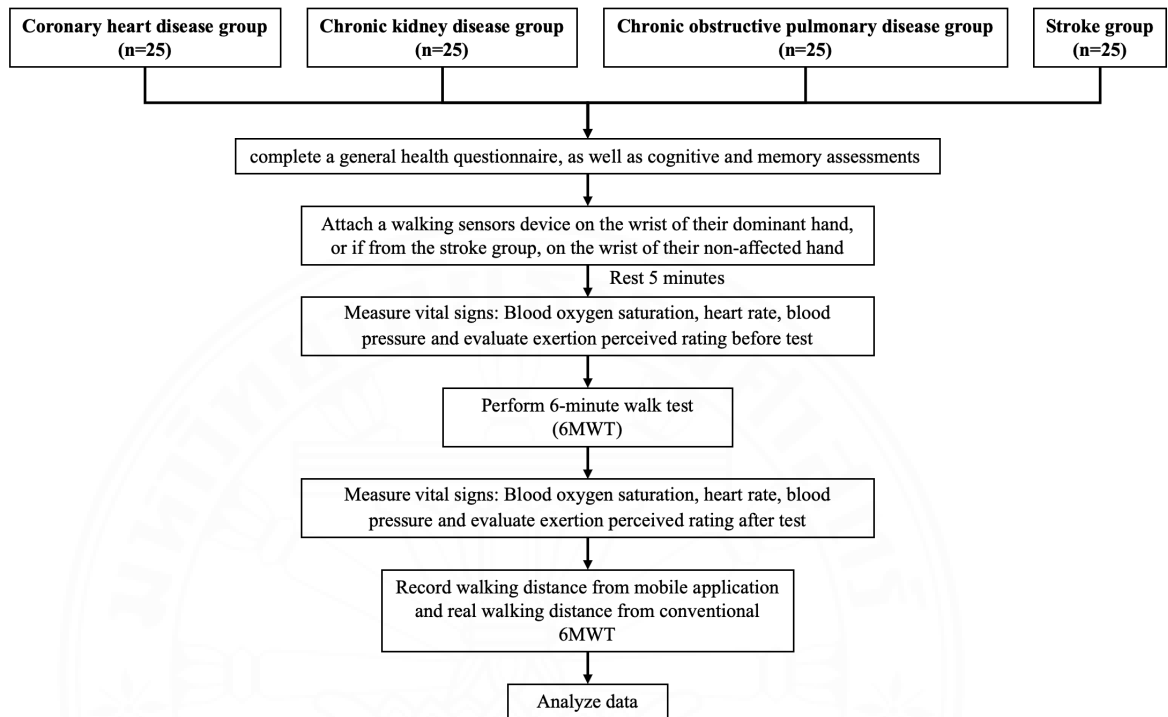 Coronary heart disease group
(n=25)
Chronic kidney disease group
(n=25)
Chronic obstructive pulmonary disease group
(n=25)
Stroke group
(n=25)
complete a general health questionnaire, as well as cognitive and memory assessments
Attach a walking sensors device on the wrist of their dominant hand,
or if from the stroke group, on the wrist of their non-affected hand
Rest 5 minutes
Measure vital signs: Blood oxygen saturation, heart rate, blood
pressure and evaluate exertion perceived rating before test
Perform 6-minute walk test
(6MWT)
Measure vital signs: Blood oxygen saturation, heart rate, blood
pressure and evaluate exertion perceived rating after test
Record walking distance from mobile application
and real walking distance from conventional
6MWT
Analyze data